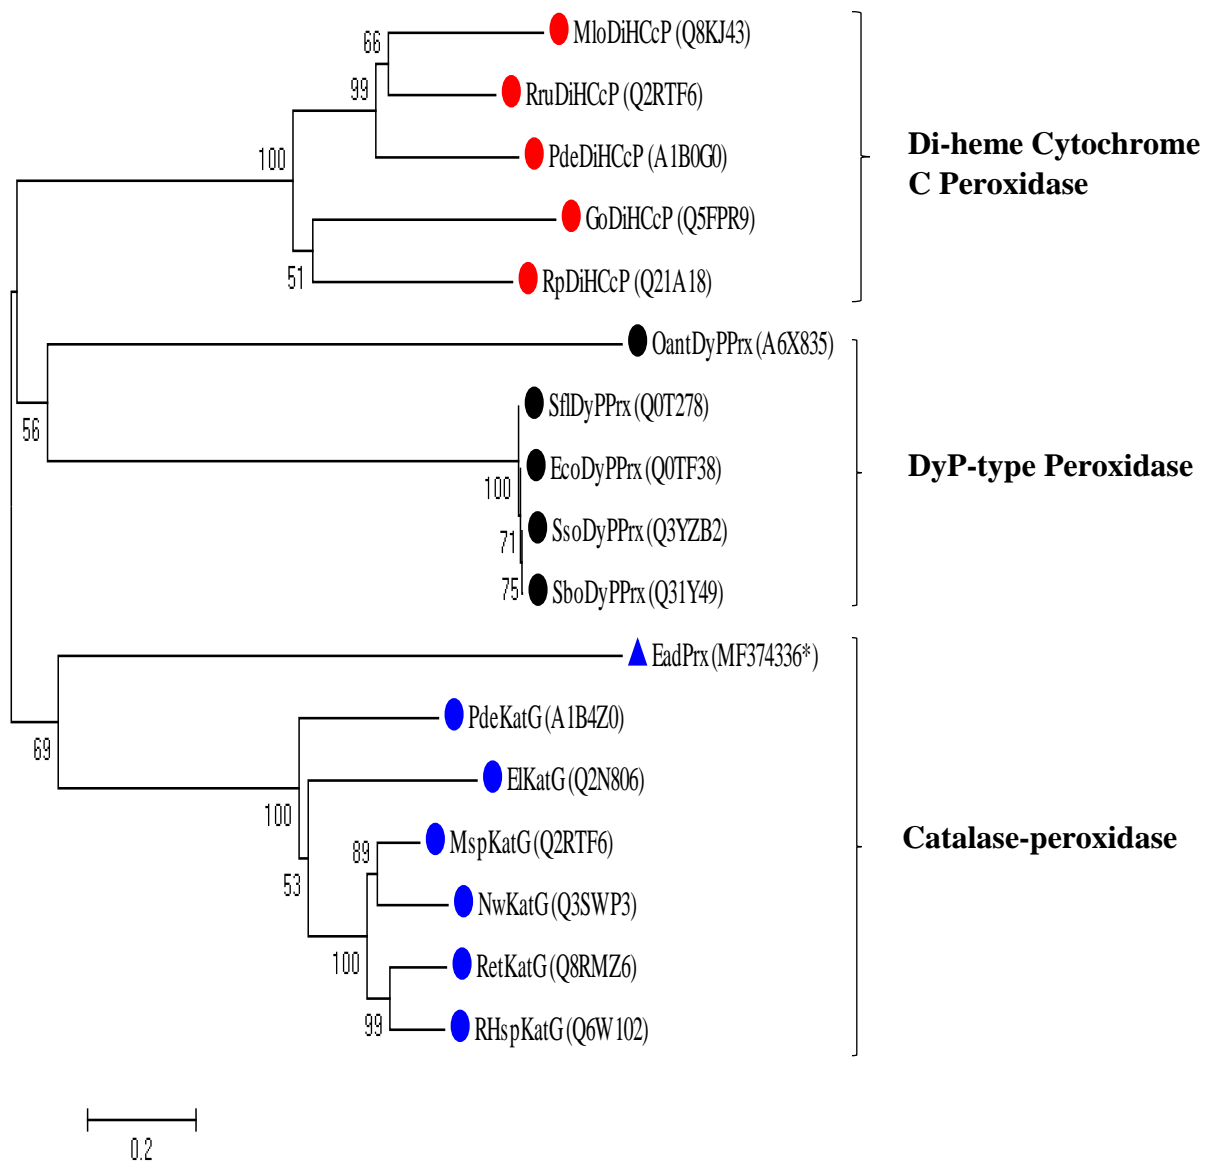 MloDiHCcP (Q8KJ43)
66
RruDiHCcP (Q2RTF6)
99
PdeDiHCcP (A1B0G0)
100
GoDiHCcP (Q5FPR9)
51
RpDiHCcP (Q21A18)
Di-heme Cytochrome
C Peroxidase
OantDyPPrx (A6X835)
56
SflDyPPrx (Q0T278)
EcoDyPPrx (Q0TF38)
100
SsoDyPPrx (Q3YZB2)
71
75
SboDyPPrx (Q31Y49)
DyP-type Peroxidase
EadPrx (MF374336*)
69
PdeKatG (A1B4Z0)
ElKatG (Q2N806)
100
MspKatG (Q2RTF6)
89
53
NwKatG (Q3SWP3)
100
RetKatG (Q8RMZ6)
99
RHspKatG (Q6W102)
Catalase-peroxidase
0.2